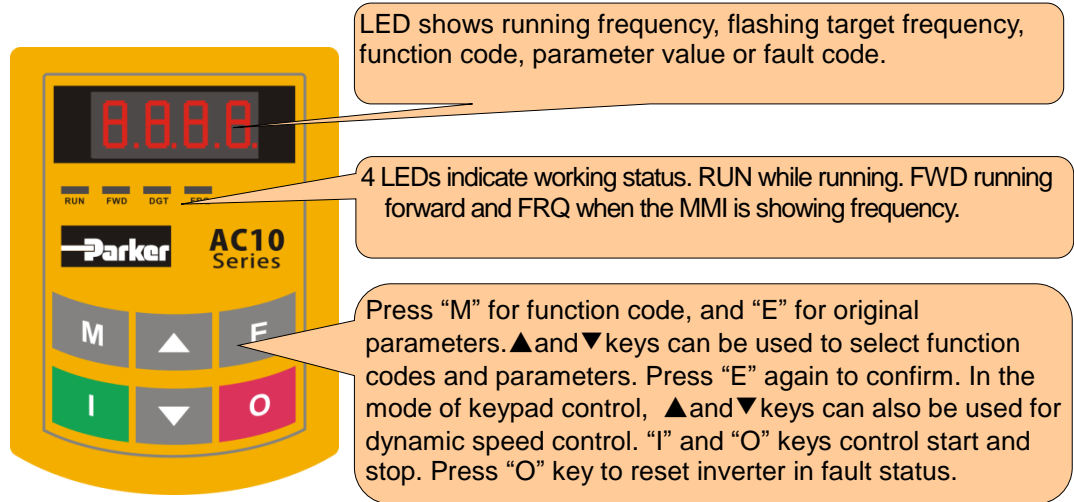 LED shows running frequency, flashing target frequency,
function code, parameter value or fault code.
8.8.8.8.
4 LEDs indicate working status. RUN while running. FWD running
forward and FRQ when the MMI is showing frequency.
RUN FWD DGT
Parker
AC10
Series
Press “M” for function code, and “E” for original
parameters.▲and▼keys can be used to select function
codes and parameters. Press “E” again to confirm. In the
mode of keypad control, ▲and▼keys can also be used for
dynamic speed control. “I” and “O” keys control start and
stop. Press “O” key to reset inverter in fault status.
M ▲ E
I ▼ O